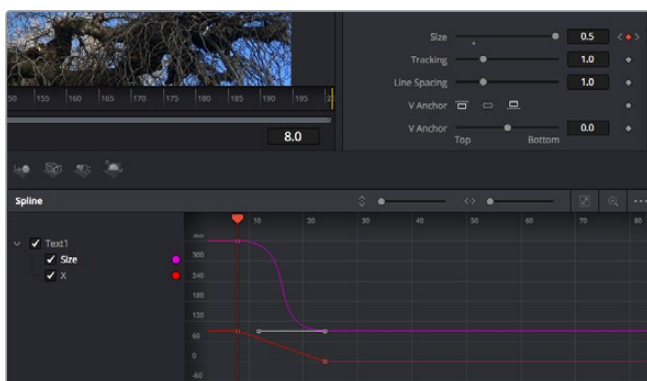 Size 0.5
Tracking 1.0
Line Spacing 1.0
V Anchor
V Anchor 0.0
Top Bottom
50 155 160 165 170 175 180 185 190 195
8.0
Spline
10 20 30 40 50 60 70 80
Text1
Size
X
300
240
180
120
60
0
-60